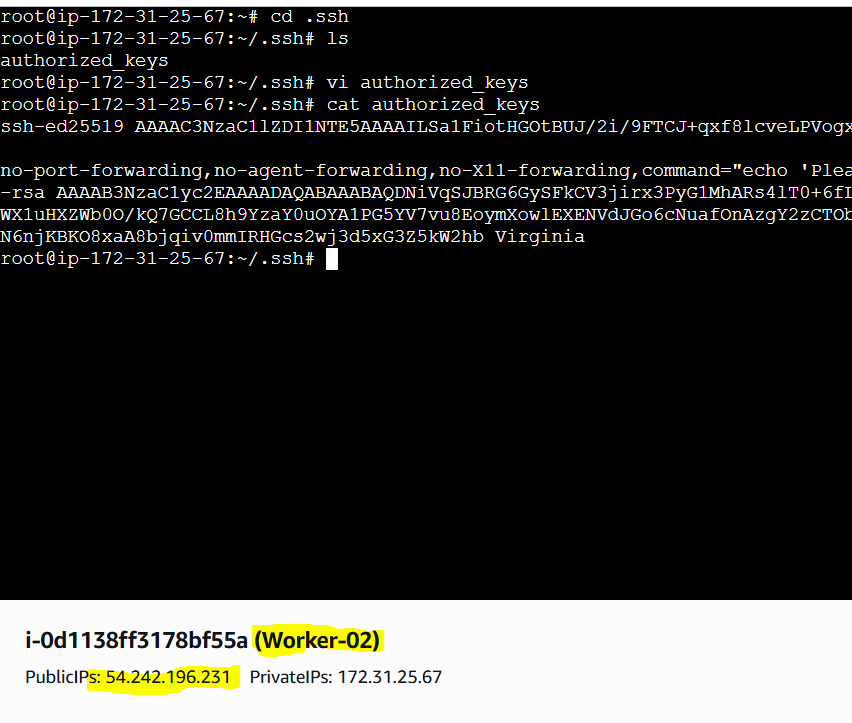 root@ip-172-31-25-67:~# cd .ssh
root@ip-172-31-25-67:~/.ssh# ls
authorized_keys
root@ip-172-31-25-67:~/.ssh# vi authorized_keys
root@ip-172-31-25-67:~/.ssh# cat authorized_keys
ssh-ed25519 AAAAC3NzaC1lZDI1NTE5AAAAILSa1FiotHGOtBUJ/2i/9FTCJ+qxf8lcveLPVogx
no-port-forwarding,no-agent-forwarding,no-X11-forwarding,command="echo 'Plea
-rsa AAAAB3NzaC1yc2EAAAADAQABAAABAQDNiVqSJBRG6GySFkCV3jirx3PyG1MhARs4lT0+6fL
WX1uHXZWb0O/kQ7GCCL8h9YzaY0uOYA1PG5YV7vu8EoymXowlEXENVdJGo6cNuafOnAzgY2zCTOb
N6njKBKO8xaA8bjqiv0mmIRHGcs2wj3d5xG3Z5kW2hb Virginia
root@ip-172-31-25-67:~/.ssh#
i-0d1138ff3178bf55a (Worker-02)
PublicIPs: 54.242.196.231 PrivateIPs: 172.31.25.67